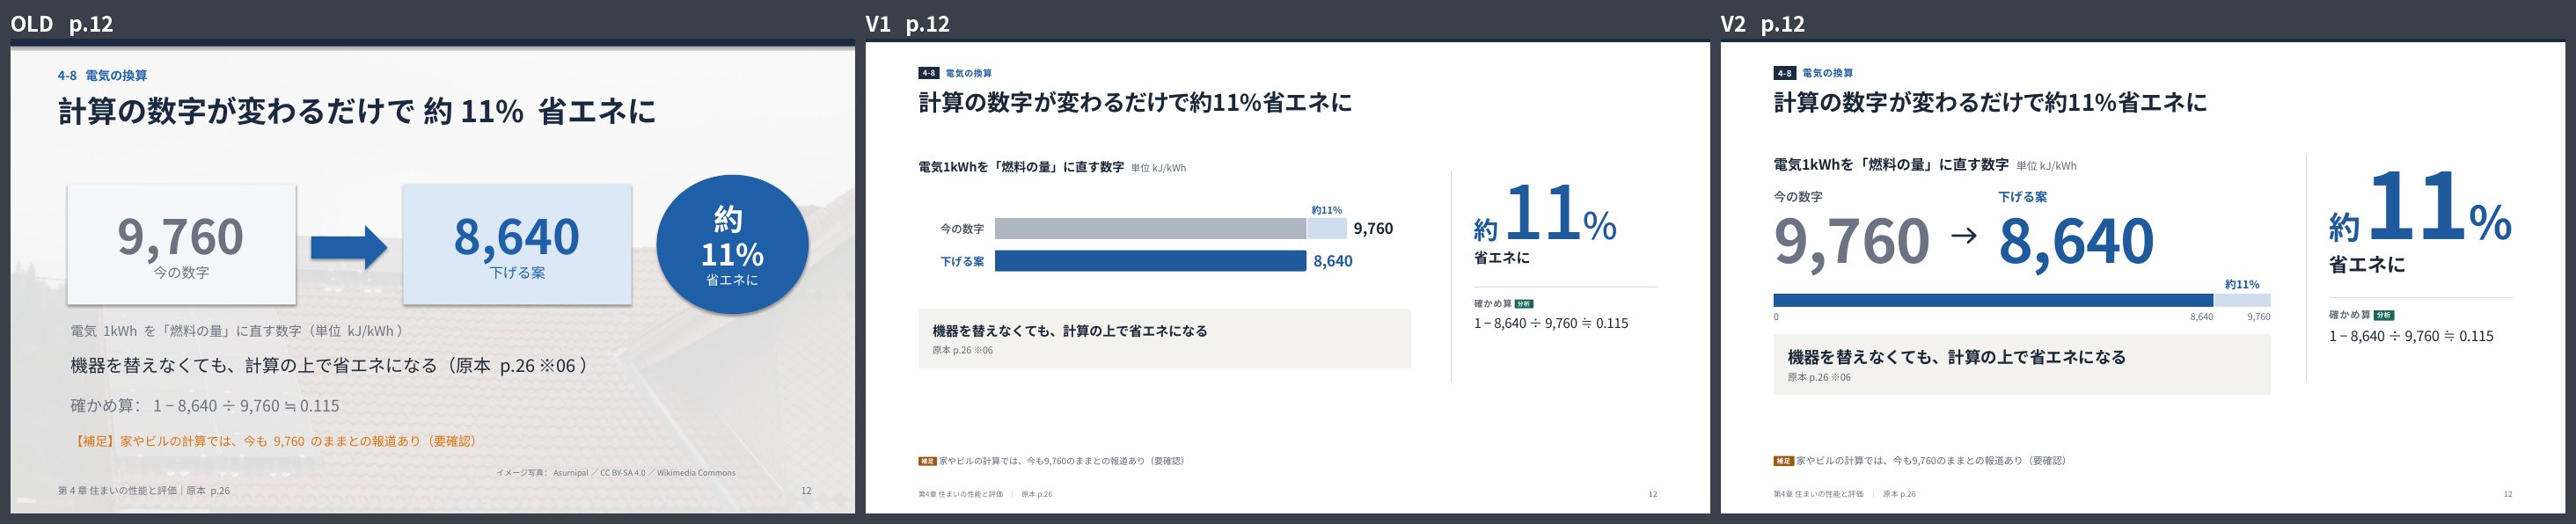 OLD p.12
4-8 電気の換算
計算の数字が変わるだけで 約 11% 省エネに
9,760
今の数字
8,640
下げる案
約
11%
省エネに
電気 1kWh を「燃料の量」に直す数字（単位 kJ/kWh ）
機器を替えなくても、計算の上で省エネになる（原本 p.26 ※06 ）
確かめ算： 1 − 8,640 ÷ 9,760 ≒ 0.115
【補足】家やビルの計算では、今も 9,760 のままとの報道あり（要確認）
イメージ写真： Asurnipal ／ CC BY-SA 4.0 ／ Wikimedia Commons
第 4 章 住まいの性能と評価｜原本 p.26
12
V1 p.12
4-8 電気の換算
計算の数字が変わるだけで約11%省エネに
電気1kWhを「燃料の量」に直す数字 単位 kJ/kWh
約11%
今の数字 9,760
下げる案 8,640
機器を替えなくても、計算の上で省エネになる
原本 p.26 ※06
約11%
省エネに
確かめ算 分析
1 − 8,640 ÷ 9,760 ≒ 0.115
補足 家やビルの計算では、今も9,760のままとの報道あり（要確認）
第4章 住まいの性能と評価 ｜ 原本 p.26
12
V2 p.12
4-8 電気の換算
計算の数字が変わるだけで約11%省エネに
電気1kWhを「燃料の量」に直す数字 単位 kJ/kWh
今の数字
9,760
→
下げる案
8,640
約11%
0 8,640 9,760
機器を替えなくても、計算の上で省エネになる
原本 p.26 ※06
約11%
省エネに
確かめ算 分析
1 − 8,640 ÷ 9,760 ≒ 0.115
補足 家やビルの計算では、今も9,760のままとの報道あり（要確認）
第4章 住まいの性能と評価 ｜ 原本 p.26
12